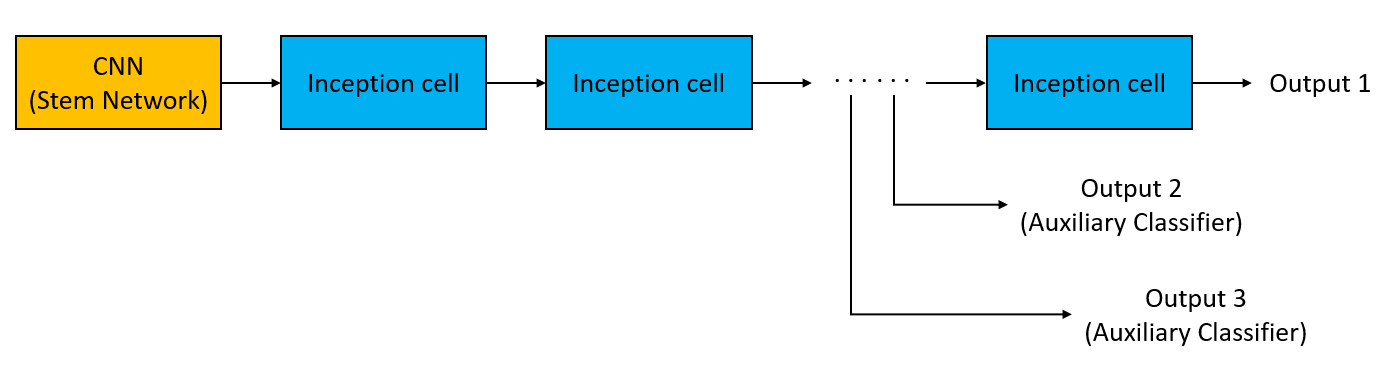 CNN
(Stem Network)
Inception cell
Inception cell
· · · · · ·
Inception cell
Output 1
Output 2
(Auxiliary Classifier)
Output 3
(Auxiliary Classifier)